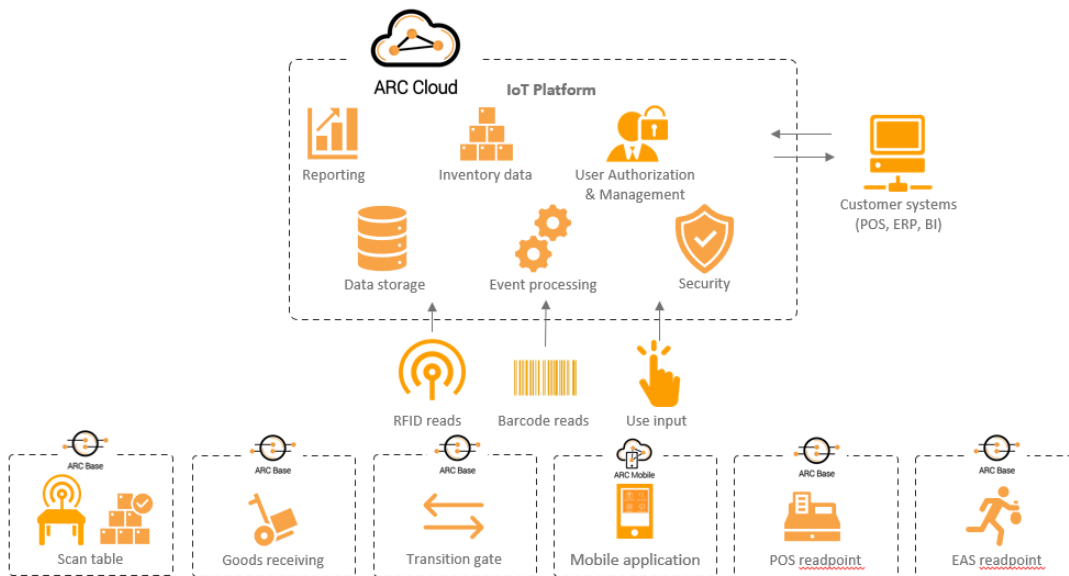 ARC Cloud
IoT Platform
Reporting
Inventory data
User Authorization
& Management
Customer systems
(POS, ERP, BI)
Data storage
Event processing
Security
RFID reads
Barcode reads
Use input
ARC Base
ARC Base
ARC Base
ARC Mobile
ARC Base
ARC Base
Scan table
Goods receiving
Transition gate
Mobile application
POS readpoint
EAS readpoint